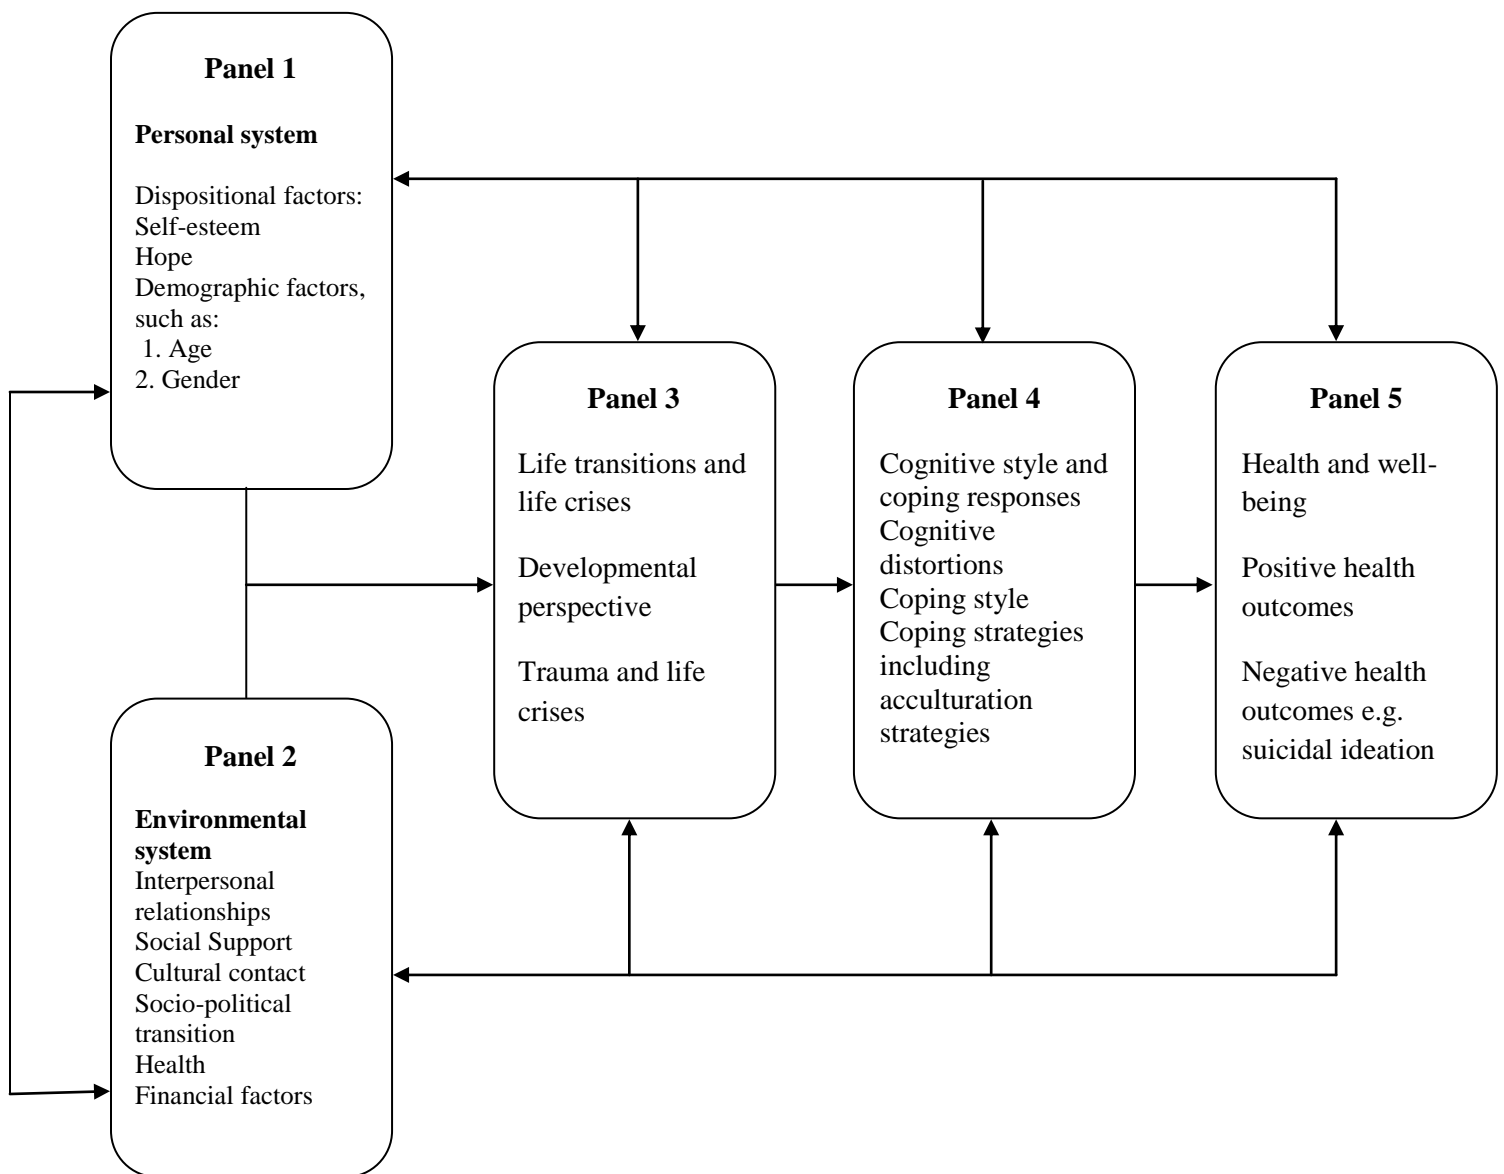 Panel 1
Personal system
Dispositional factors:
Self-esteem
Hope
Demographic factors,
such as:
1. Age
2. Gender
Panel 2
Environmental
system
Interpersonal
relationships
Social Support
Cultural contact
Socio-political
transition
Health
Financial factors
Panel 3
Life transitions and
life crises
Developmental
perspective
Trauma and life
crises
Panel 4
Cognitive style and
coping responses
Cognitive
distortions
Coping style
Coping strategies
including
acculturation
strategies
Panel 5
Health and well-
being
Positive health
outcomes
Negative health
outcomes e.g.
suicidal ideation